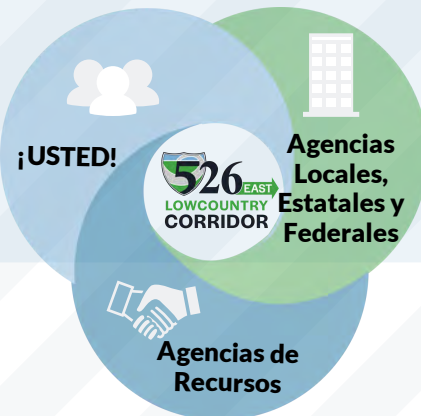 ¡USTED!
Agencias
Locales,
Estatales y
Federales
526 EAST
LOWCOUNTRY
CORRIDOR
Agencias de
Recursos